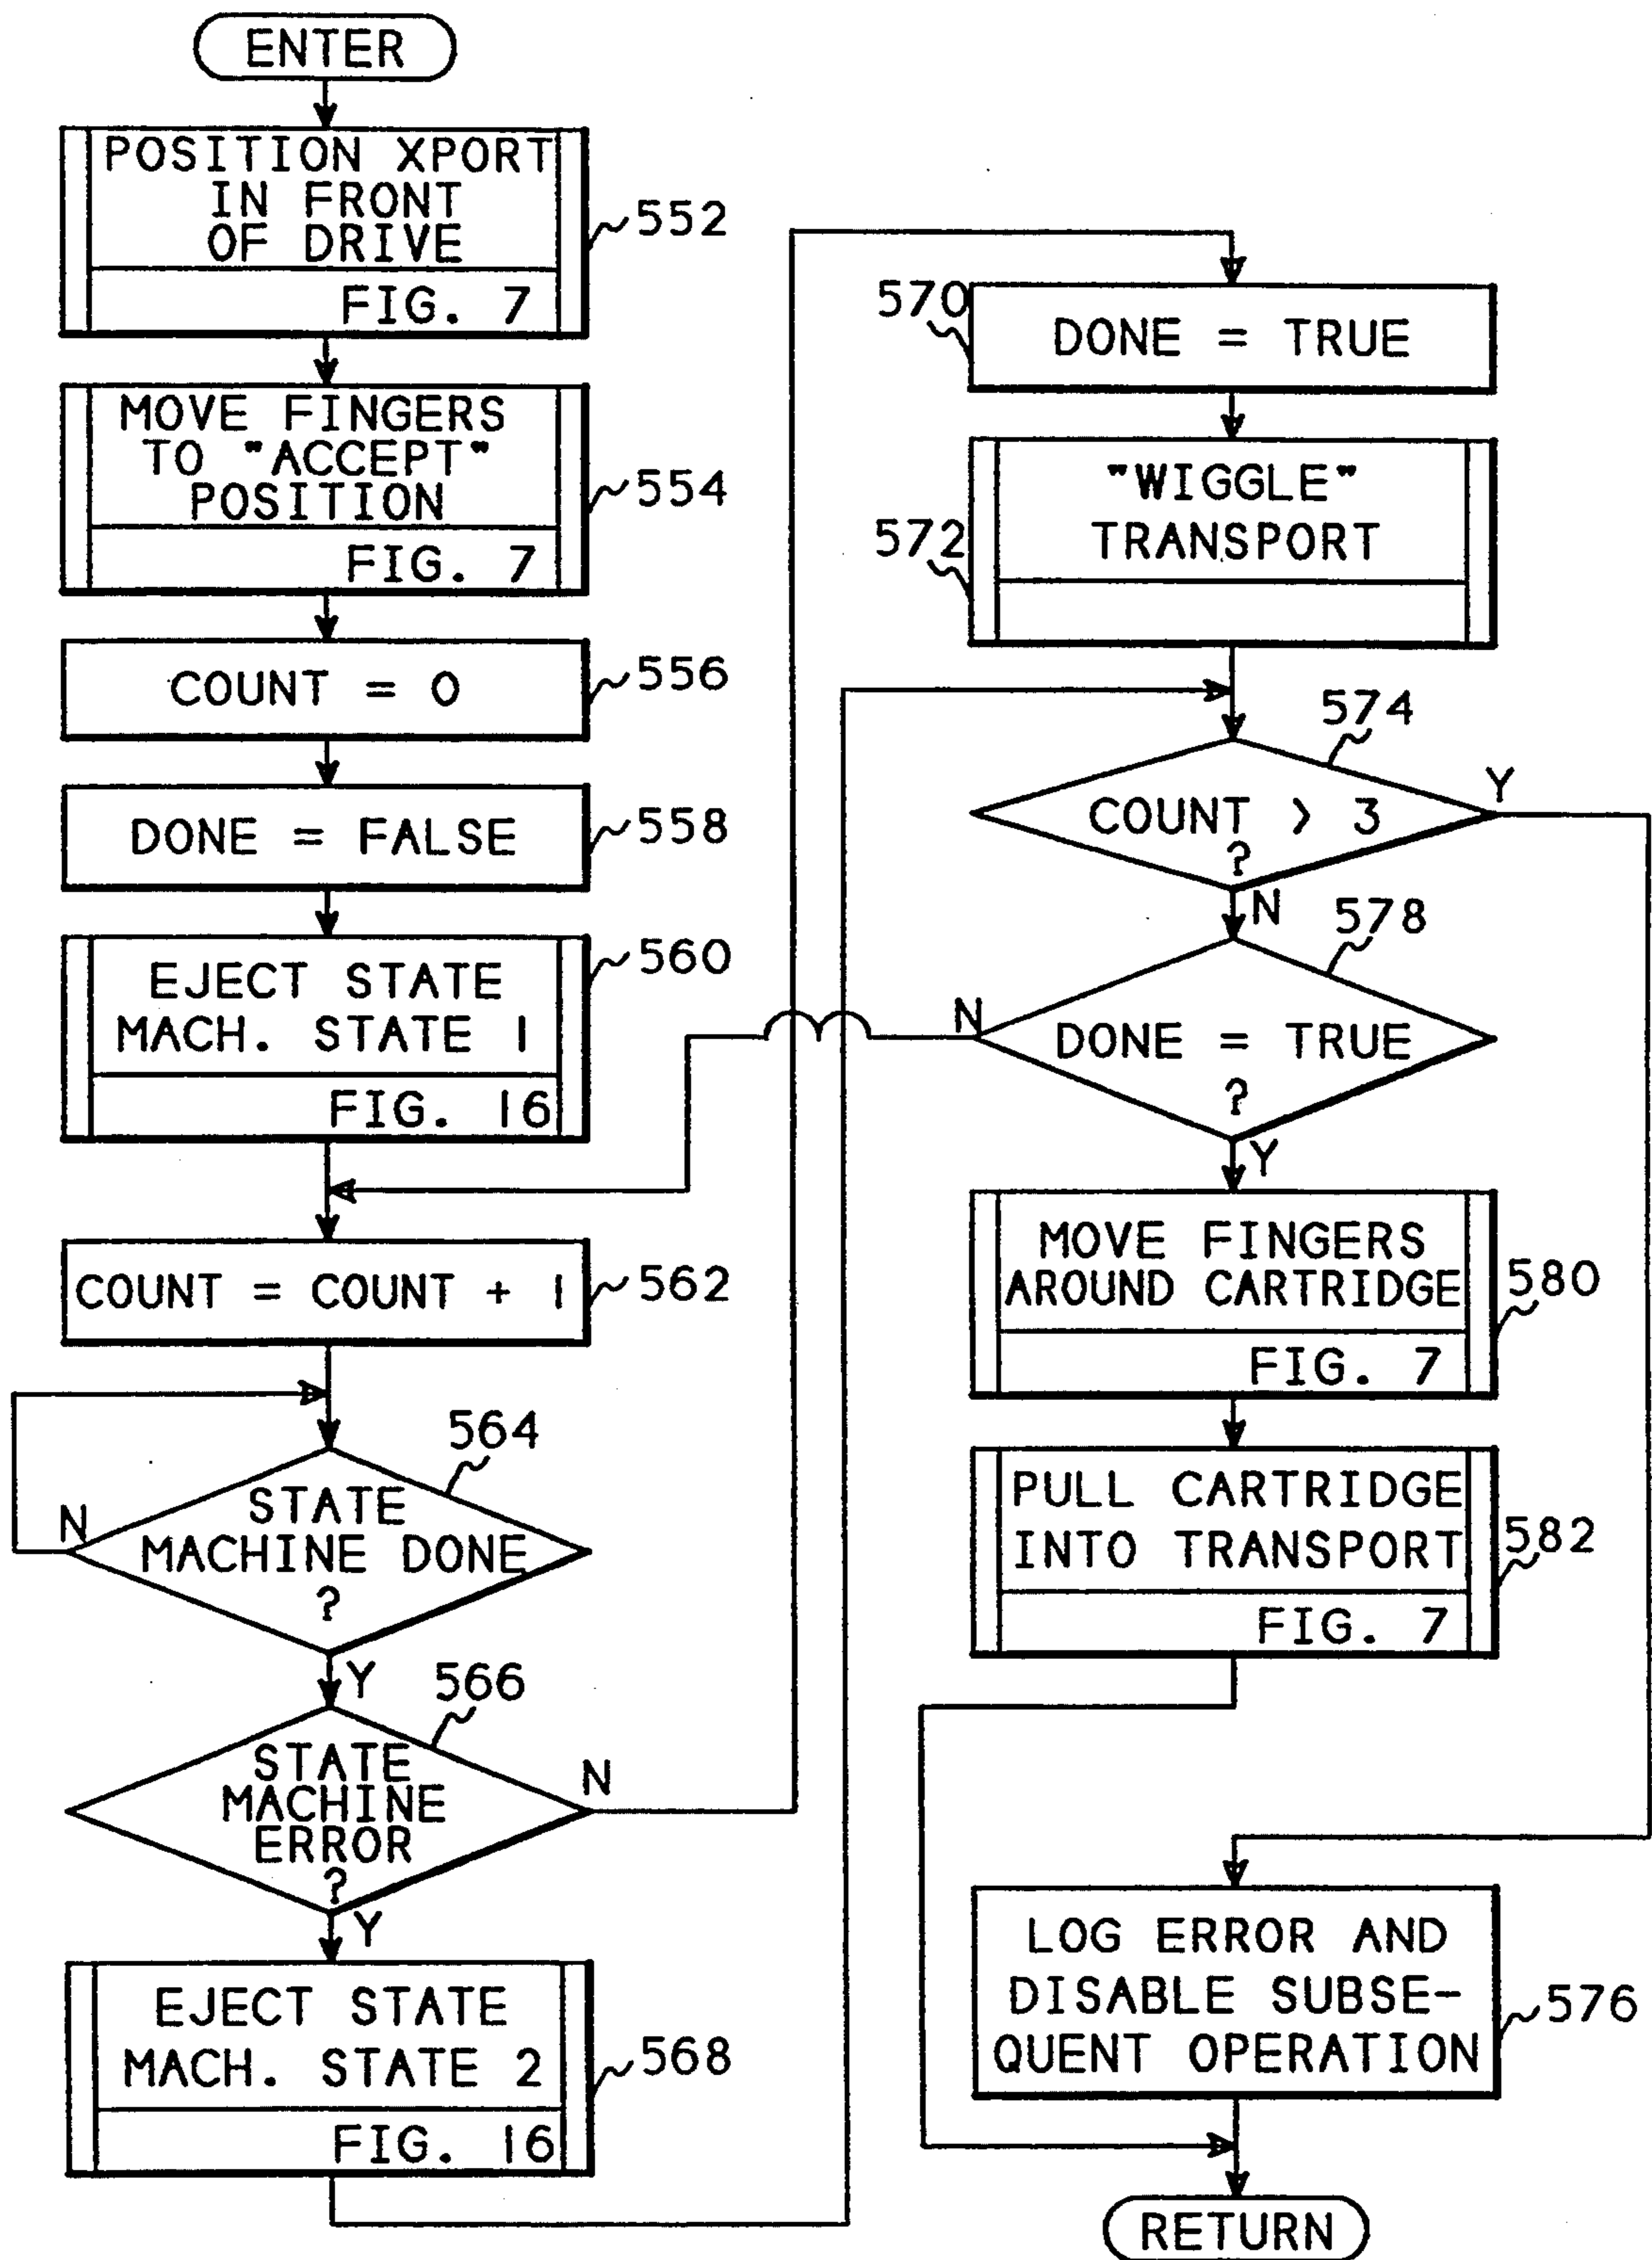 ENTER
POSITION XPORT
IN FRONT
OF DRIVE
FIG. 7
552
MOVE FINGERS
TO "ACCEPT"
POSITION
FIG. 7
554
COUNT = 0
556
DONE = FALSE
558
EJECT STATE
MACH. STATE 1
FIG. 16
560
COUNT = COUNT + 1
562
564
STATE
MACHINE DONE
?
N
Y
566
STATE
MACHINE
ERROR
?
N
Y
EJECT STATE
MACH. STATE 2
FIG. 16
568
570
DONE = TRUE
572
"WIGGLE"
TRANSPORT
574
COUNT > 3
?
Y
N
578
DONE = TRUE
?
N
Y
MOVE FINGERS
AROUND CARTRIDGE
FIG. 7
580
PULL CARTRIDGE
INTO TRANSPORT
FIG. 7
582
LOG ERROR AND
DISABLE SUBSE-
QUENT OPERATION
576
RETURN